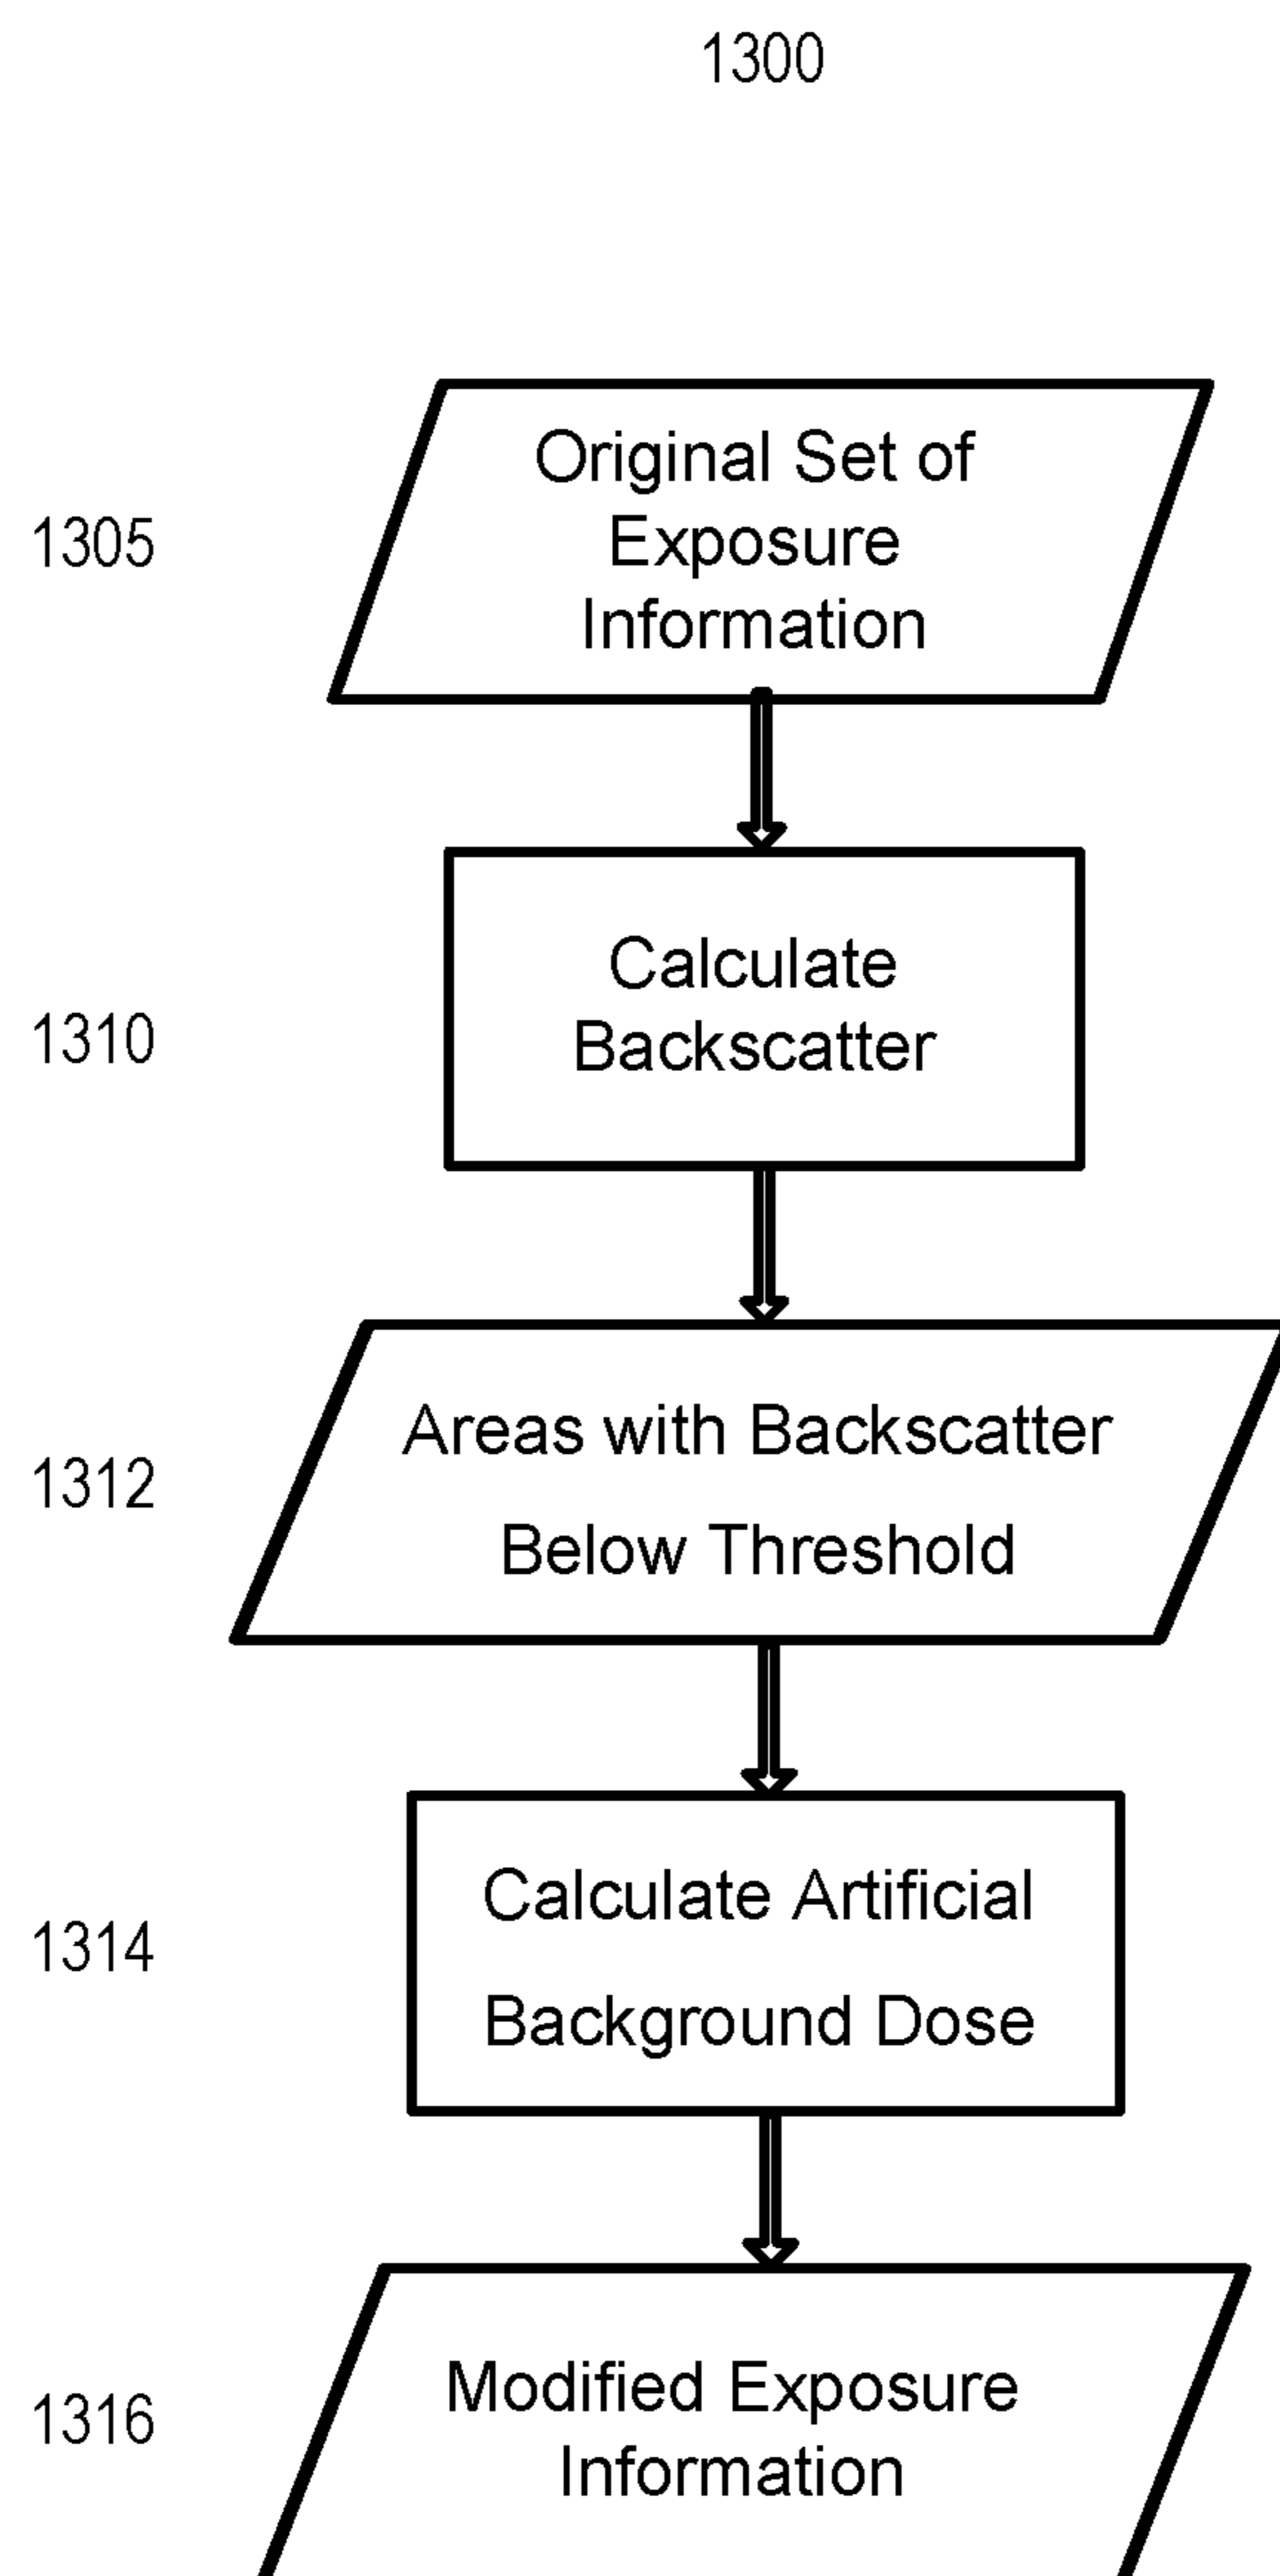 1300
1305
Original Set of
Exposure
Information
1310
Calculate
Backscatter
1312
Areas with Backscatter
Below Threshold
1314
Calculate Artificial
Background Dose
1316
Modified Exposure
Information